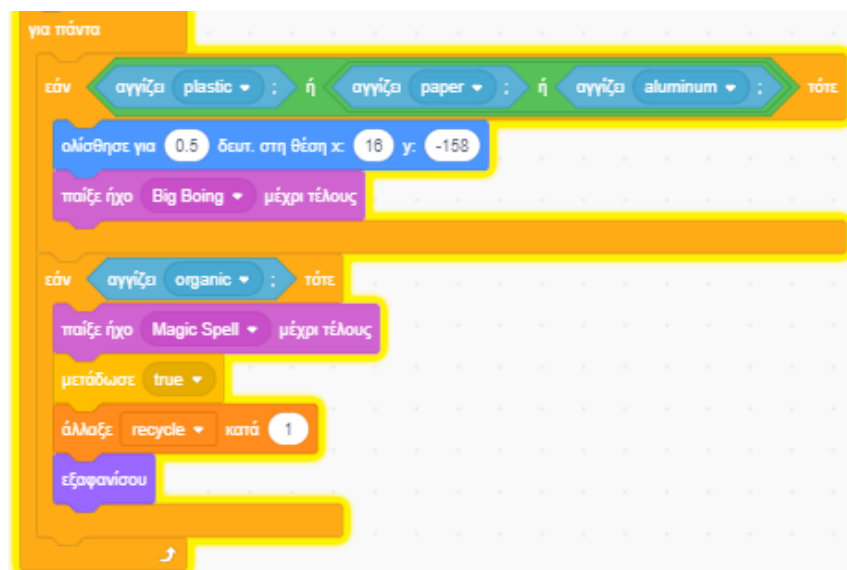 για πάντα
εάν αγγίζει plastic ; ή αγγίζει paper ; ή αγγίζει aluminum ; τότε
ολίσθησε για 0.5 δευτ. στη θέση x: 16 y: -158
παίξε ήχο Big Boing μέχρι τέλους
εάν αγγίζει organic ; τότε
παίξε ήχο Magic Spell μέχρι τέλους
μετάδωσε true
άλλαξε recycle κατά 1
εξαφανίσου